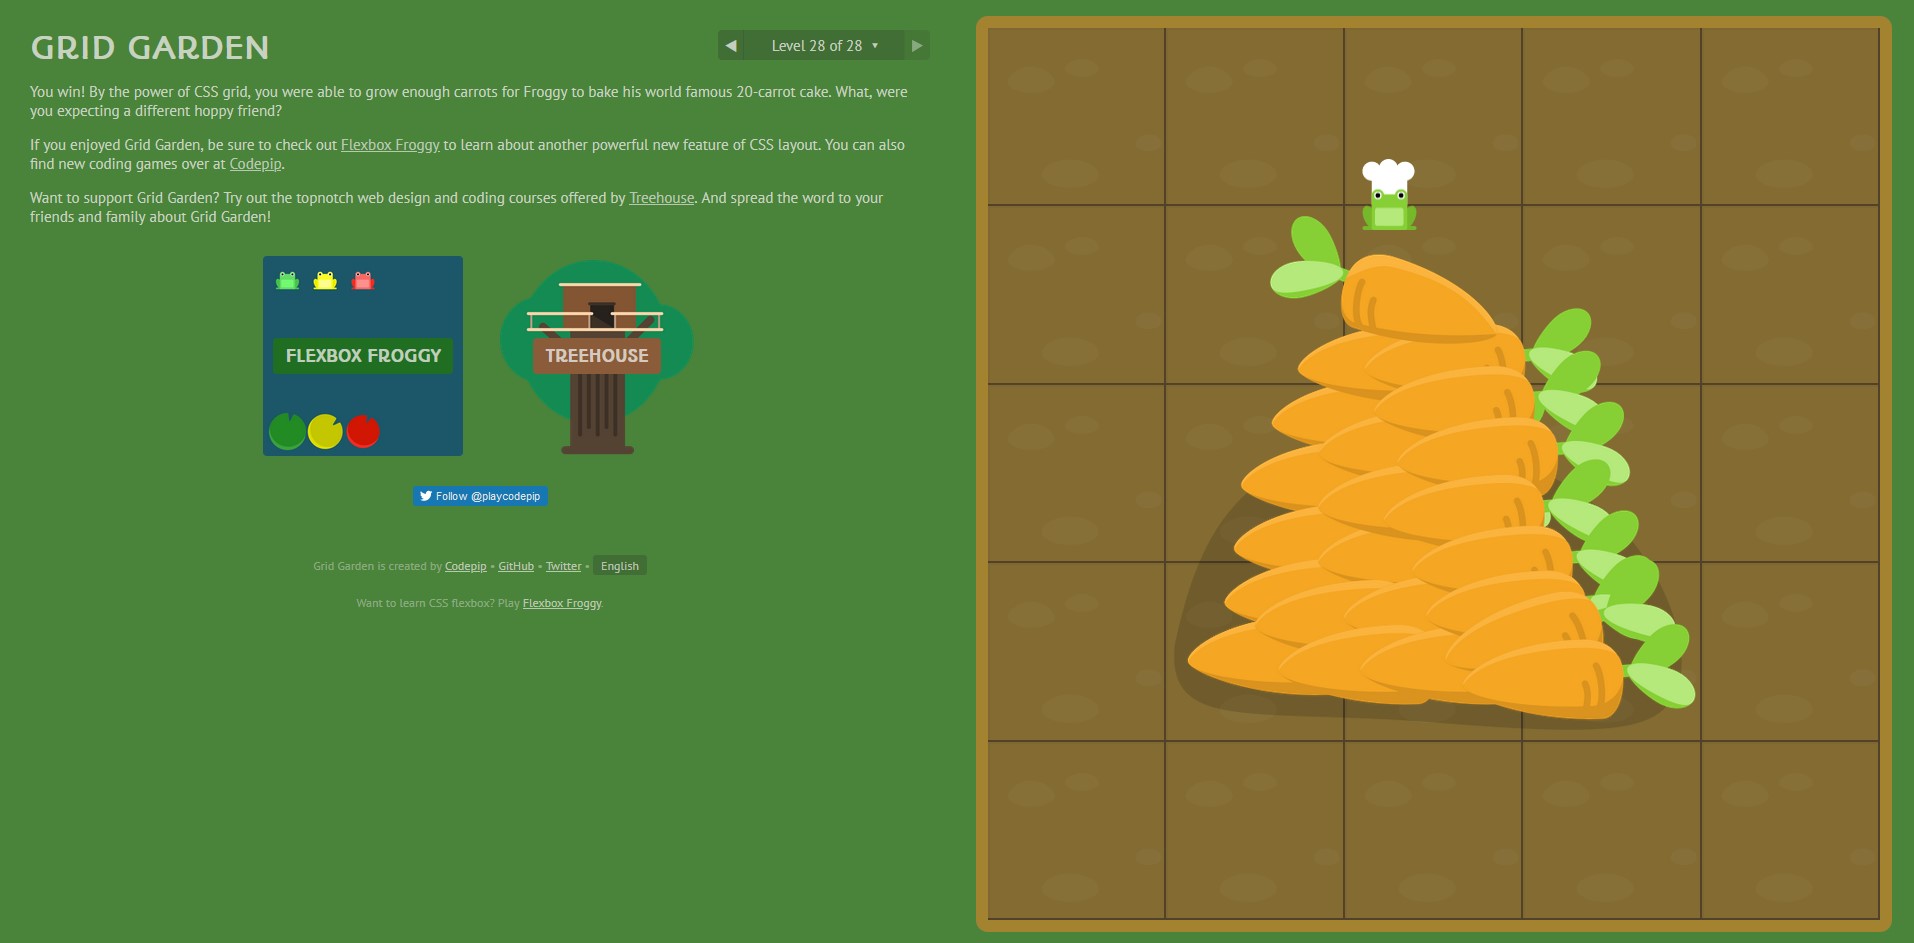 GRID GARDEN
Level 28 of 28
You win! By the power of CSS grid, you were able to grow enough carrots for Froggy to bake his world famous 20-carrot cake. What, were
you expecting a different hoppy friend?
If you enjoyed Grid Garden, be sure to check out Flexbox Froggy to learn about another powerful new feature of CSS layout. You can also
find new coding games over at Codepip.
Want to support Grid Garden? Try out the topnotch web design and coding courses offered by Treehouse. And spread the word to your
friends and family about Grid Garden!
FLEXBOX FROGGY
TREEHOUSE
Follow @playcodepip
Grid Garden is created by Codepip • GitHub • Twitter • English
Want to learn CSS flexbox? Play Flexbox Froggy.